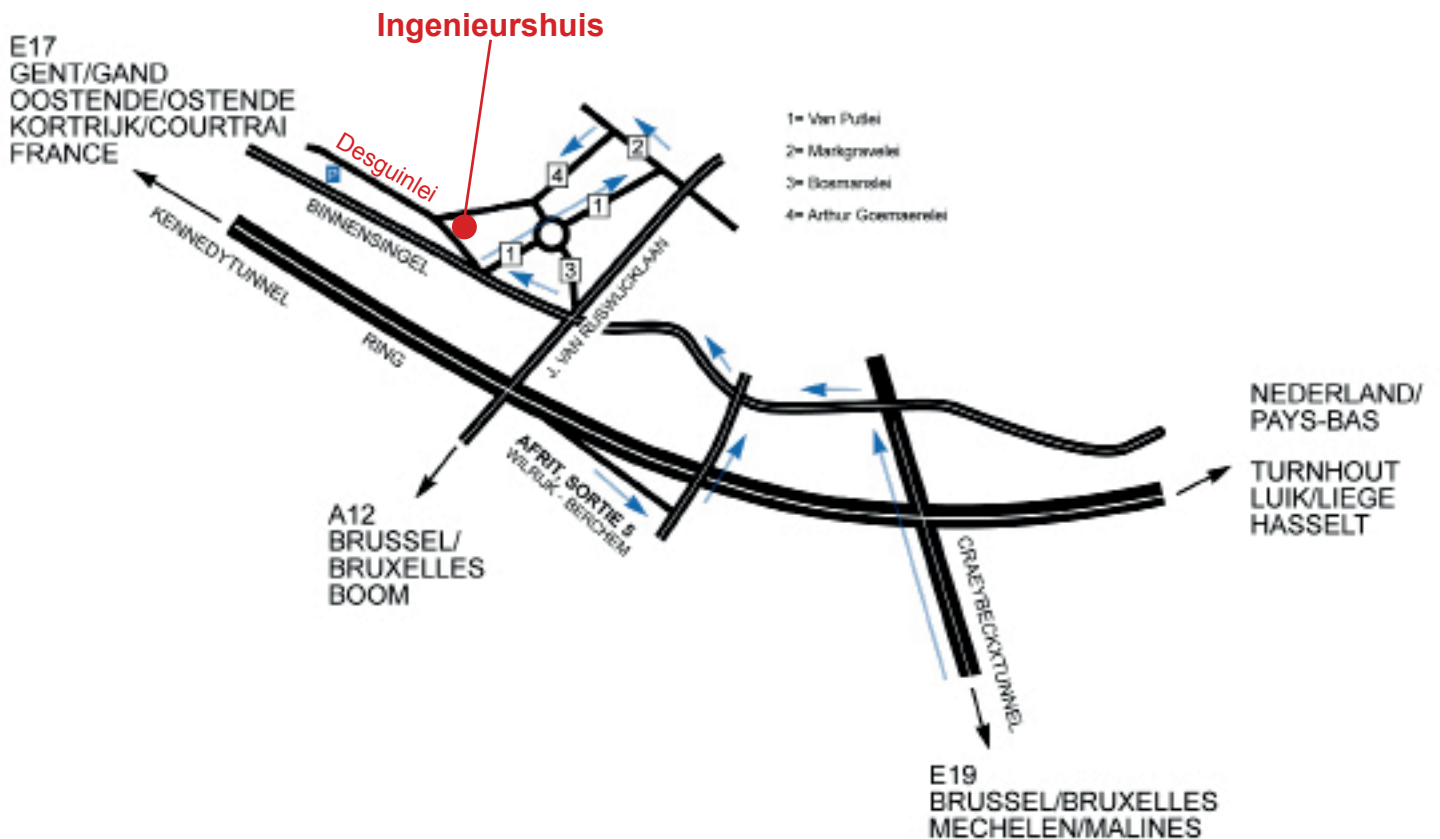 Ingenieurshuis
E17
GENT/GAND
OOSTENDE/OSTENDE
KORTRIJK/COURTRAI
FRANCE
Desguinlei
P
1= Van Putlei
2= Markgravelei
3= Bosmanslei
4= Arthur Goemaerelei
2
4
1
1
3
BINNENSINGEL
KENNEDYTUNNEL
RING
J. VAN RIJSWIJCKLAAN
AFRIT, SORTIE 5
WILRIJK - BERCHEM
NEDERLAND/
PAYS-BAS
TURNHOUT
LUIK/LIEGE
HASSELT
A12
BRUSSEL/
BRUXELLES
BOOM
CRAEYBECKXTUNNEL
E19
BRUSSEL/BRUXELLES
MECHELEN/MALINES